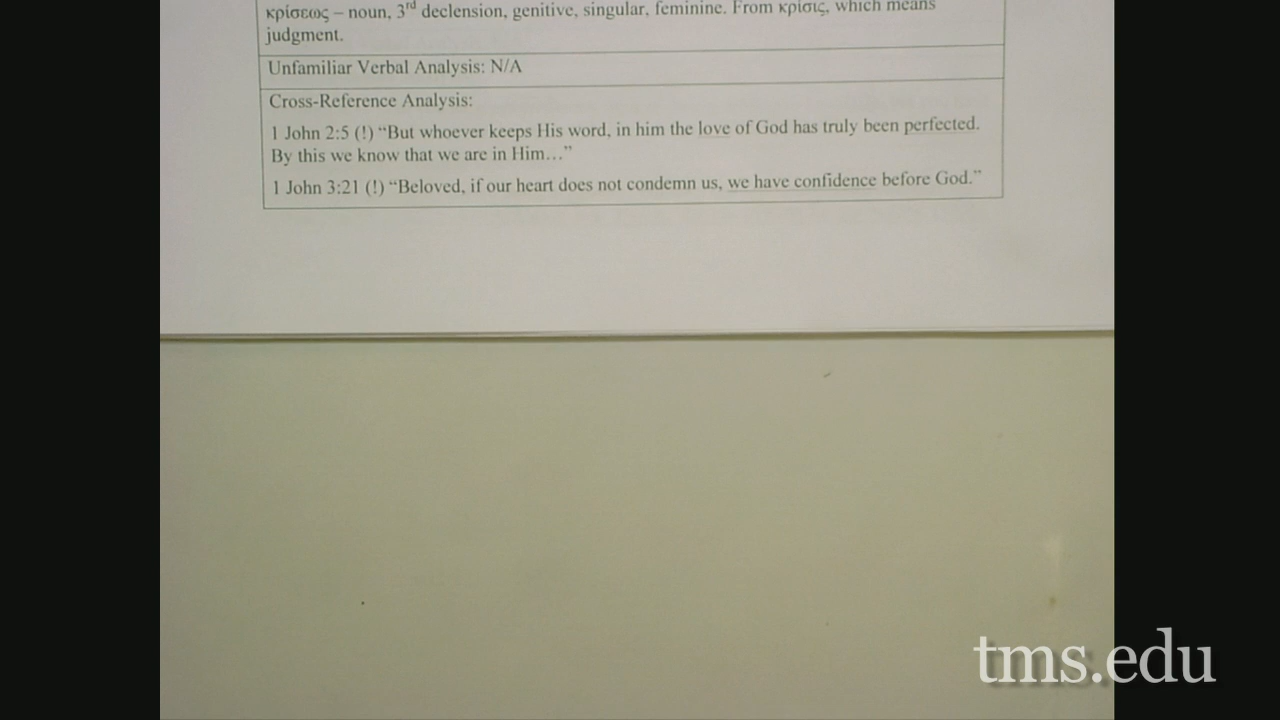 κρίσεως – noun, 3rd declension, genitive, singular, feminine. From κρίσις, which means
judgment.
Unfamiliar Verbal Analysis: N/A
Cross-Reference Analysis:
1 John 2:5 (!) “But whoever keeps His word, in him the love of God has truly been perfected.
By this we know that we are in Him…”
1 John 3:21 (!) “Beloved, if our heart does not condemn us, we have confidence before God.”
tms.edu